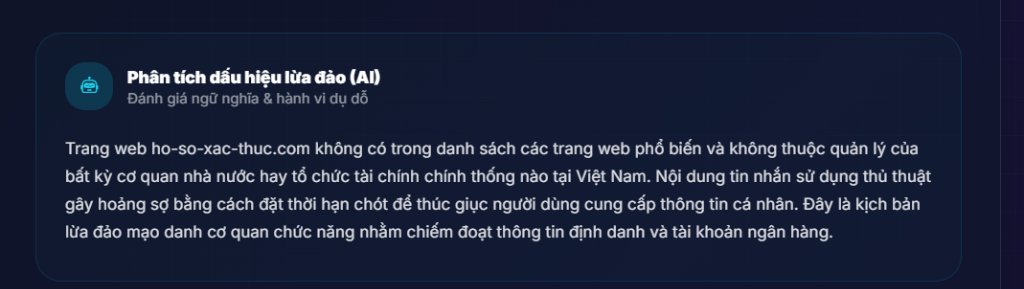 Phân tích dấu hiệu lừa đảo (AI)
Đánh giá ngữ nghĩa & hành vi dụ dỗ
Trang web ho-so-xac-thuc.com không có trong danh sách các trang web phổ biến và không thuộc quản lý của
bất kỳ cơ quan nhà nước hay tổ chức tài chính chính thống nào tại Việt Nam. Nội dung tin nhắn sử dụng thủ thuật
gây hoảng sợ bằng cách đặt thời hạn chót để thúc giục người dùng cung cấp thông tin cá nhân. Đây là kịch bản
lừa đảo mạo danh cơ quan chức năng nhằm chiếm đoạt thông tin định danh và tài khoản ngân hàng.